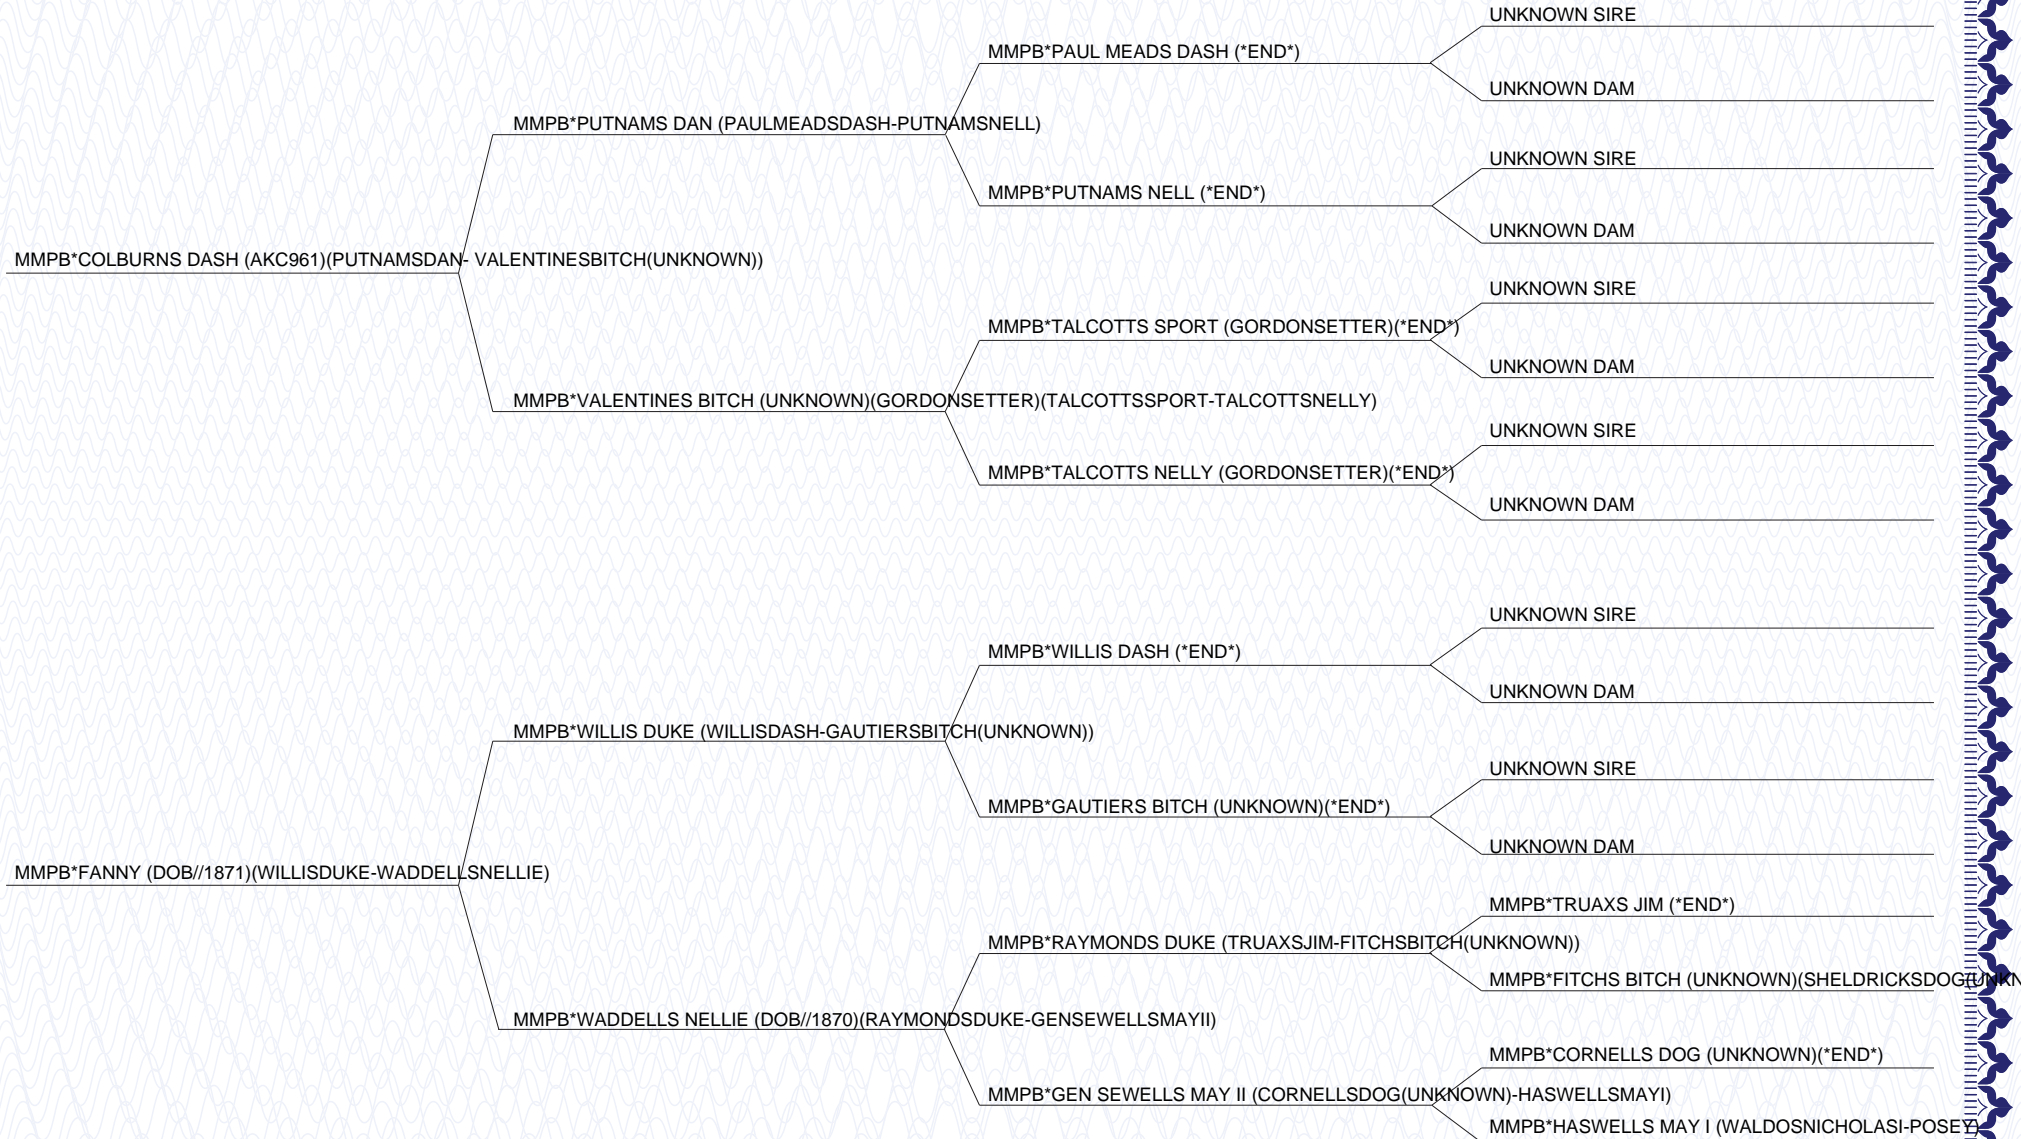 UNKNOWN SIRE
MMPB*PAUL MEADS DASH (*END*)
UNKNOWN DAM
MMPB*PUTNAMS DAN (PAULMEADSDASH-PUTNAMSNELL)
UNKNOWN SIRE
MMPB*PUTNAMS NELL (*END*)
UNKNOWN DAM
MMPB*COLBURNS DASH (AKC961)(PUTNAMSDAN- VALENTINESBITCH(UNKNOWN))
UNKNOWN SIRE
MMPB*TALCOTTS SPORT (GORDONSETTER)(*END*)
UNKNOWN DAM
MMPB*VALENTINES BITCH (UNKNOWN)(GORDONSETTER)(TALCOTTSSPORT-TALCOTTSNELLY)
UNKNOWN SIRE
MMPB*TALCOTTS NELLY (GORDONSETTER)(*END*)
UNKNOWN DAM
UNKNOWN SIRE
MMPB*WILLIS DASH (*END*)
UNKNOWN DAM
MMPB*WILLIS DUKE (WILLISDASH-GAUTIERSBITCH(UNKNOWN))
UNKNOWN SIRE
MMPB*GAUTIERS BITCH (UNKNOWN)(*END*)
UNKNOWN DAM
MMPB*FANNY (DOB//1871)(WILLISDUKE-WADDELLSNELLIE)
MMPB*TRUAXS JIM (*END*)
MMPB*RAYMONDS DUKE (TRUAXSJIM-FITCHSBITCH(UNKNOWN))
MMPB*FITCHS BITCH (UNKNOWN)(SHELDRICKSDOG(UNKN
MMPB*WADDELLS NELLIE (DOB//1870)(RAYMONDSDUKE-GENSEWELLSMAYII)
MMPB*CORNELLS DOG (UNKNOWN)(*END*)
MMPB*GEN SEWELLS MAY II (CORNELLSDOG(UNKNOWN)-HASWELLSMAYI)
MMPB*HASWELLS MAY I (WALDOSNICHOLASI-POSEY)